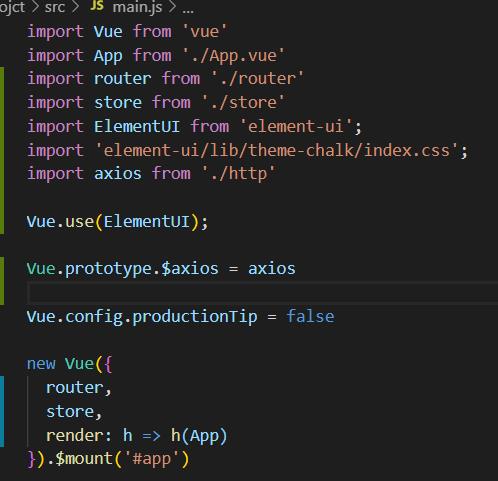 ojct > src > JS main.js > ...
import Vue from 'vue'
import App from './App.vue'
import router from './router'
import store from './store'
import ElementUI from 'element-ui';
import 'element-ui/lib/theme-chalk/index.css';
import axios from './http'
Vue.use(ElementUI);
Vue.prototype.$axios = axios
Vue.config.productionTip = false
new Vue({
  router,
  store,
  render: h => h(App)
}).$mount('#app')